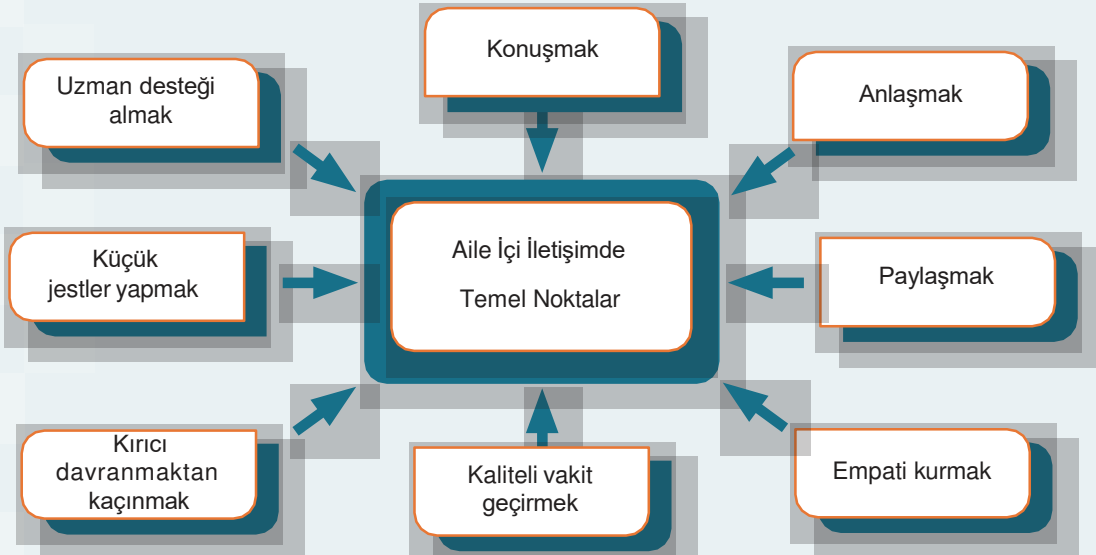 Konuşmak
Uzman desteği
almak
Anlaşmak
Aile İçi İletişimde
Temel Noktalar
Küçük
jestler yapmak
Paylaşmak
Kırıcı
davranmaktan
kaçınmak
Kaliteli vakit
geçirmek
Empati kurmak